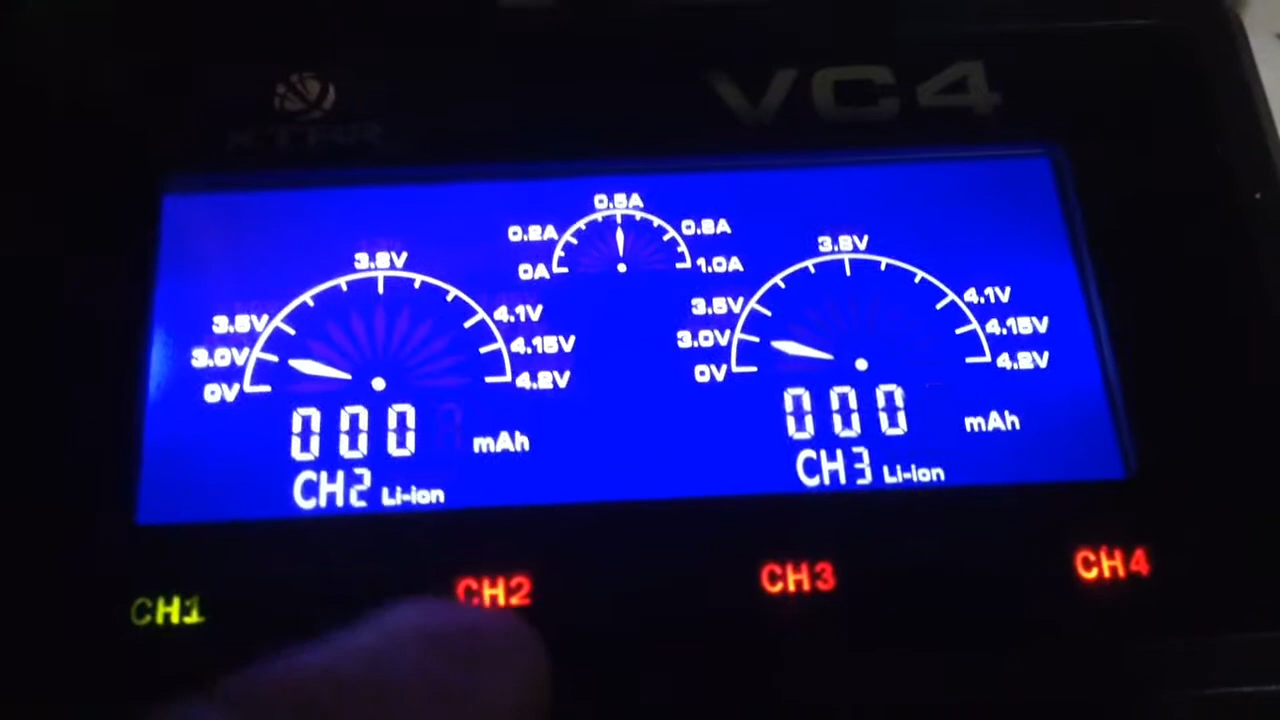 XTAR
VC4
0A 0.2A 0.5A 0.8A 1.0A
0V 3.0V 3.5V 3.8V 4.1V 4.15V 4.2V
000 mAh
CH2 Li-ion
0V 3.0V 3.5V 3.8V 4.1V 4.15V 4.2V
000 mAh
CH3 Li-ion
CH1 CH2 CH3 CH4